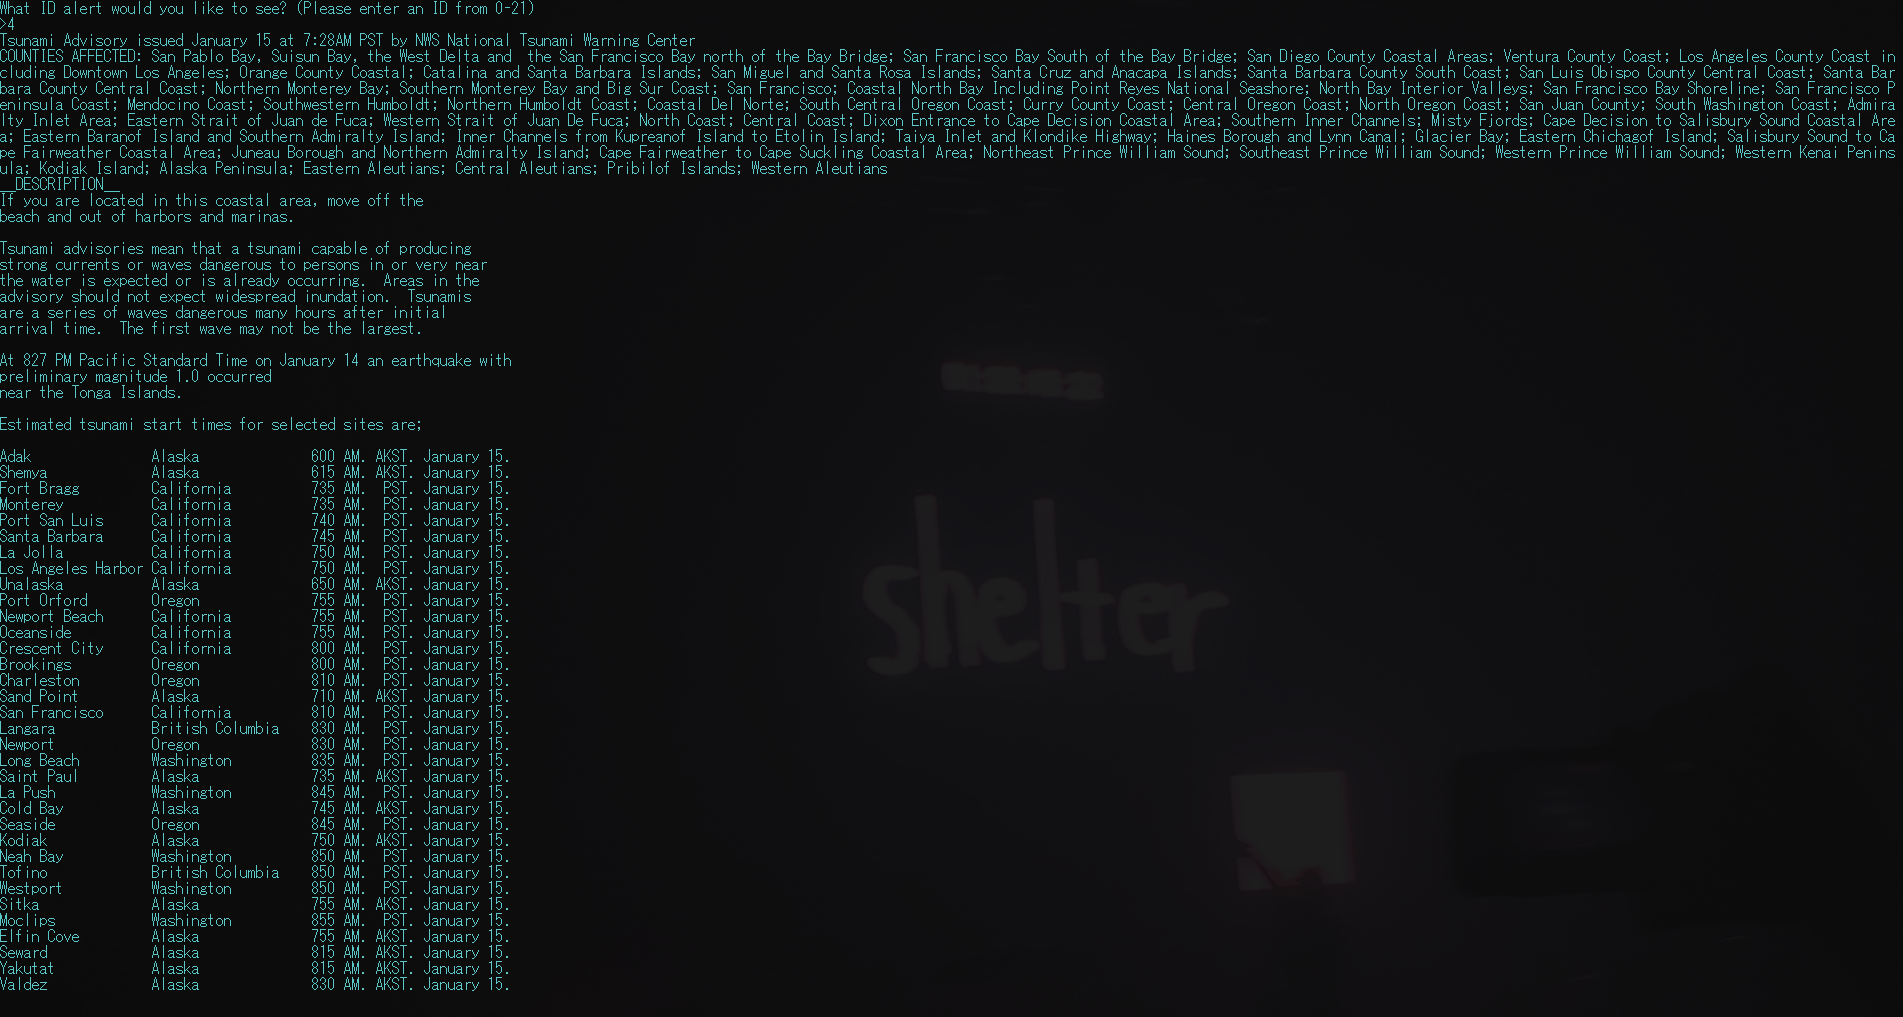 What ID alert would you like to see? (Please enter an ID from 0-21)
>4
Tsunami Advisory issued January 15 at 7:28AM PST by NWS National Tsunami Warning Center
COUNTIES AFFECTED: San Pablo Bay, Suisun Bay, the West Delta and  the San Francisco Bay north of the Bay Bridge; San Francisco Bay South of the Bay Bridge; San Diego County Coastal Areas; Ventura County Coast; Los Angeles County Coast in
cluding Downtown Los Angeles; Orange County Coastal; Catalina and Santa Barbara Islands; San Miguel and Santa Rosa Islands; Santa Cruz and Anacapa Islands; Santa Barbara County South Coast; San Luis Obispo County Central Coast; Santa Bar
bara County Central Coast; Northern Monterey Bay; Southern Monterey Bay and Big Sur Coast; San Francisco; Coastal North Bay Including Point Reyes National Seashore; North Bay Interior Valleys; San Francisco Bay Shoreline; San Francisco P
eninsula Coast; Mendocino Coast; Southwestern Humboldt; Northern Humboldt Coast; Coastal Del Norte; South Central Oregon Coast; Curry County Coast; Central Oregon Coast; North Oregon Coast; San Juan County; South Washington Coast; Admira
lty Inlet Area; Eastern Strait of Juan de Fuca; Western Strait of Juan De Fuca; North Coast; Central Coast; Dixon Entrance to Cape Decision Coastal Area; Southern Inner Channels; Misty Fjords; Cape Decision to Salisbury Sound Coastal Are
a; Eastern Baranof Island and Southern Admiralty Island; Inner Channels from Kupreanof Island to Etolin Island; Taiya Inlet and Klondike Highway; Haines Borough and Lynn Canal; Glacier Bay; Eastern Chichagof Island; Salisbury Sound to Ca
pe Fairweather Coastal Area; Juneau Borough and Northern Admiralty Island; Cape Fairweather to Cape Suckling Coastal Area; Northeast Prince William Sound; Southeast Prince William Sound; Western Prince William Sound; Western Kenai Penins
ula; Kodiak Island; Alaska Peninsula; Eastern Aleutians; Central Aleutians; Pribilof Islands; Western Aleutians
__DESCRIPTION__
If you are located in this coastal area, move off the
beach and out of harbors and marinas.
Tsunami advisories mean that a tsunami capable of producing
strong currents or waves dangerous to persons in or very near
the water is expected or is already occurring.  Areas in the
advisory should not expect widespread inundation.  Tsunamis
are a series of waves dangerous many hours after initial
arrival time.  The first wave may not be the largest.
At 827 PM Pacific Standard Time on January 14 an earthquake with
preliminary magnitude 1.0 occurred
near the Tonga Islands.
Estimated tsunami start times for selected sites are;
Adak Alaska 600 AM. AKST. January 15.
Shemya Alaska 615 AM. AKST. January 15.
Fort Bragg California 735 AM. PST. January 15.
Monterey California 735 AM. PST. January 15.
Port San Luis California 740 AM. PST. January 15.
Santa Barbara California 745 AM. PST. January 15.
La Jolla California 750 AM. PST. January 15.
Los Angeles Harbor California 750 AM. PST. January 15.
Unalaska Alaska 650 AM. AKST. January 15.
Port Orford Oregon 755 AM. PST. January 15.
Newport Beach California 755 AM. PST. January 15.
Oceanside California 755 AM. PST. January 15.
Crescent City California 800 AM. PST. January 15.
Brookings Oregon 800 AM. PST. January 15.
Charleston Oregon 810 AM. PST. January 15.
Sand Point Alaska 710 AM. AKST. January 15.
San Francisco California 810 AM. PST. January 15.
Langara British Columbia 830 AM. PST. January 15.
Newport Oregon 830 AM. PST. January 15.
Long Beach Washington 835 AM. PST. January 15.
Saint Paul Alaska 735 AM. AKST. January 15.
La Push Washington 845 AM. PST. January 15.
Cold Bay Alaska 745 AM. AKST. January 15.
Seaside Oregon 845 AM. PST. January 15.
Kodiak Alaska 750 AM. AKST. January 15.
Neah Bay Washington 850 AM. PST. January 15.
Tofino British Columbia 850 AM. PST. January 15.
Westport Washington 850 AM. PST. January 15.
Sitka Alaska 755 AM. AKST. January 15.
Moclips Washington 855 AM. PST. January 15.
Elfin Cove Alaska 755 AM. AKST. January 15.
Seward Alaska 815 AM. AKST. January 15.
Yakutat Alaska 815 AM. AKST. January 15.
Valdez Alaska 830 AM. AKST. January 15.
shelter